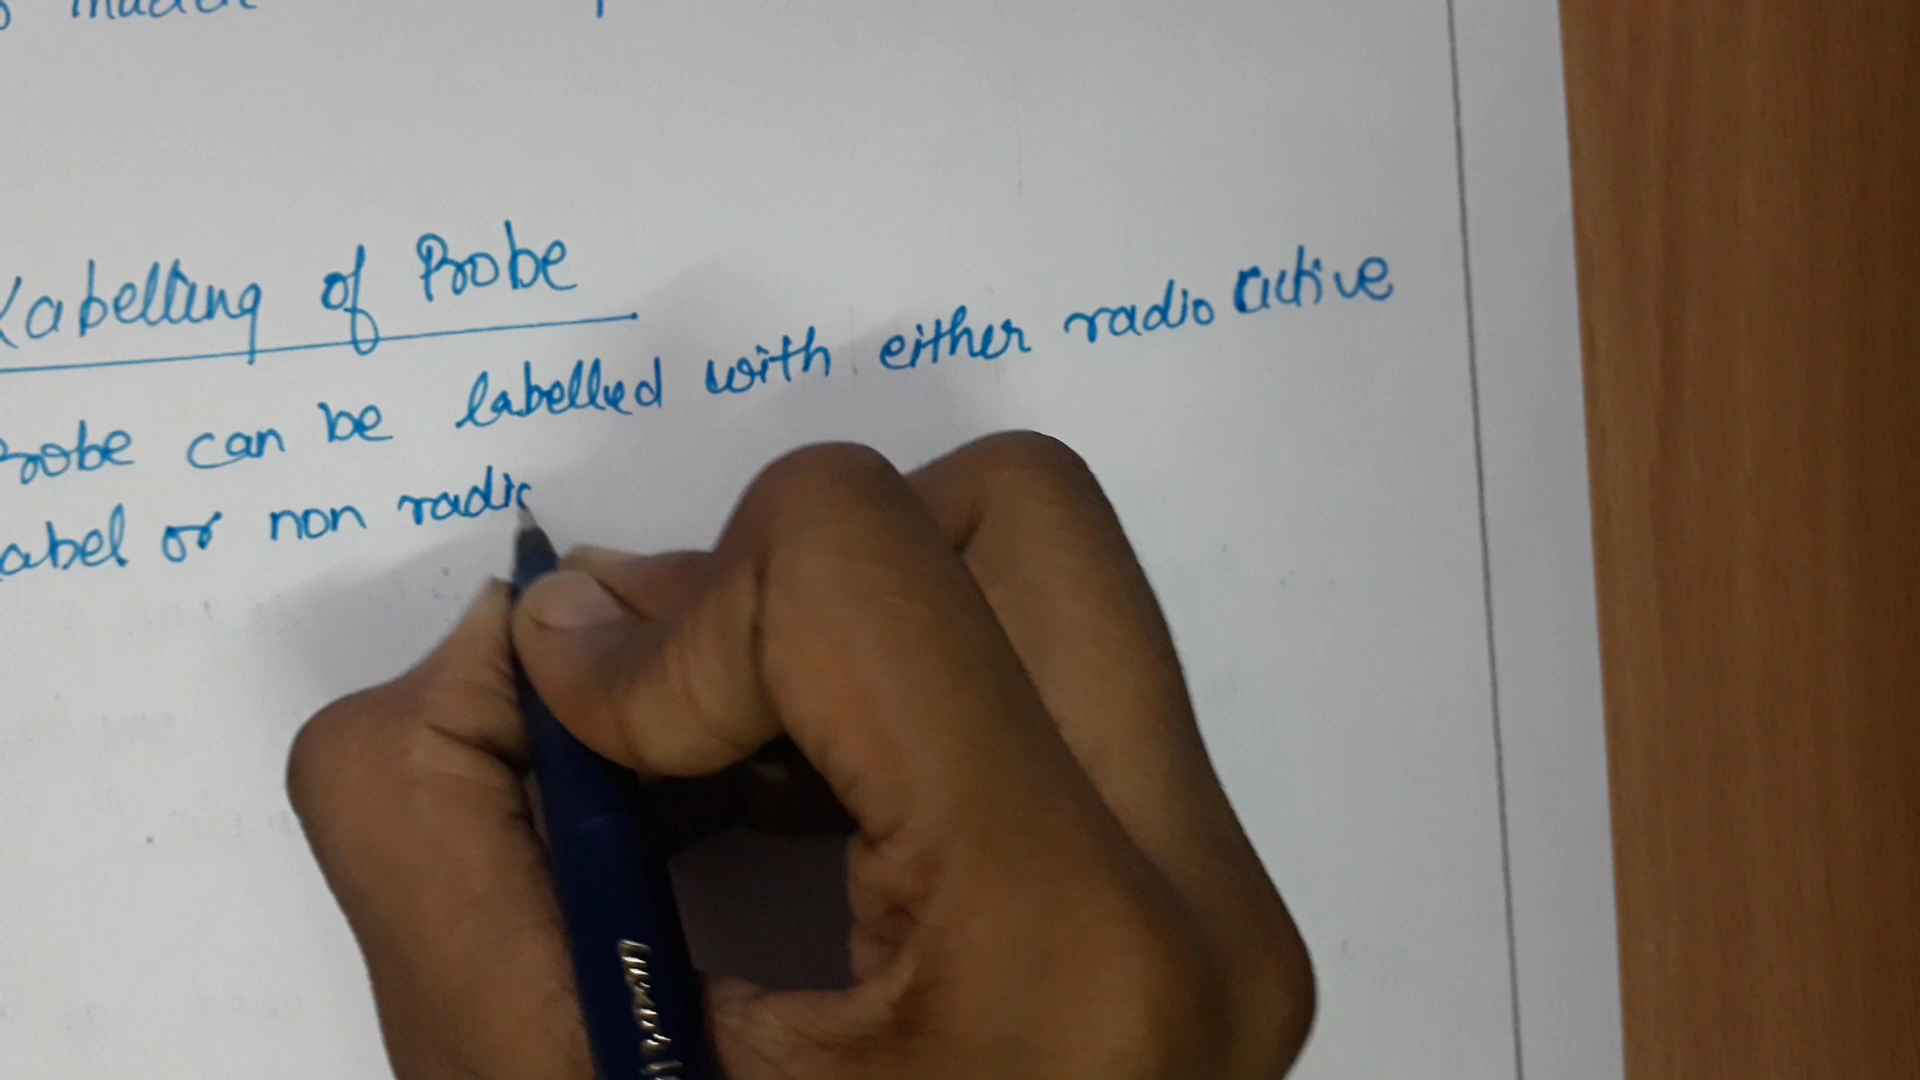 Labelling of Probe
Probe can be labelled with either radio active
label or non radio